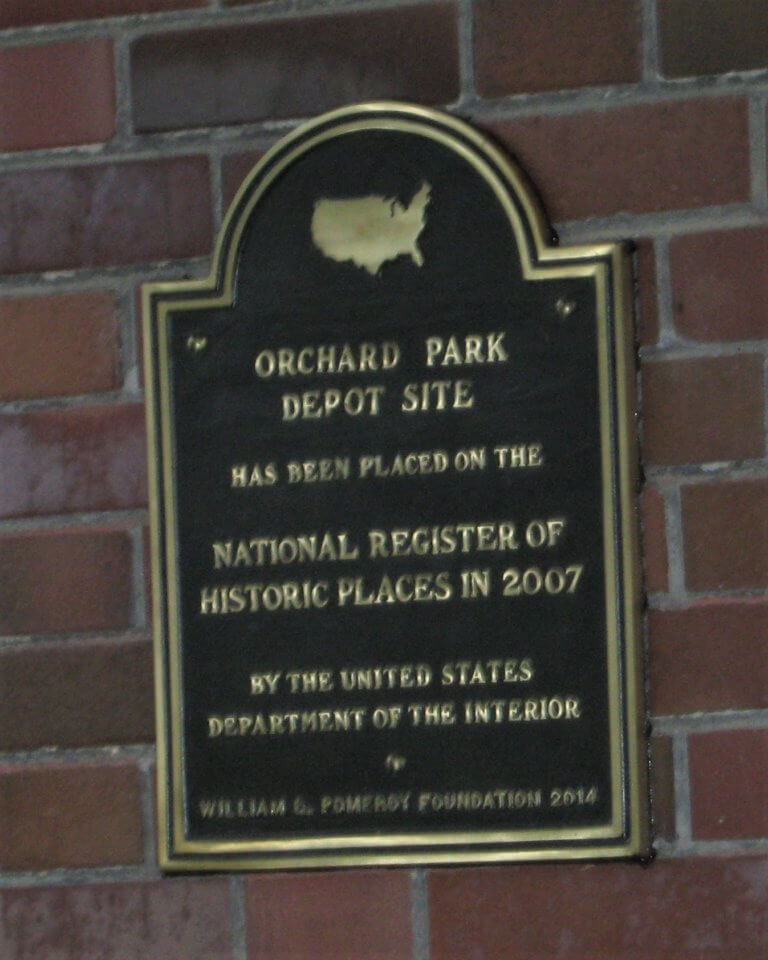 ORCHARD PARK
DEPOT SITE
HAS BEEN PLACED ON THE
NATIONAL REGISTER OF
HISTORIC PLACES IN 2007
BY THE UNITED STATES
DEPARTMENT OF THE INTERIOR
WILLIAM G. POMEROY FOUNDATION 2014